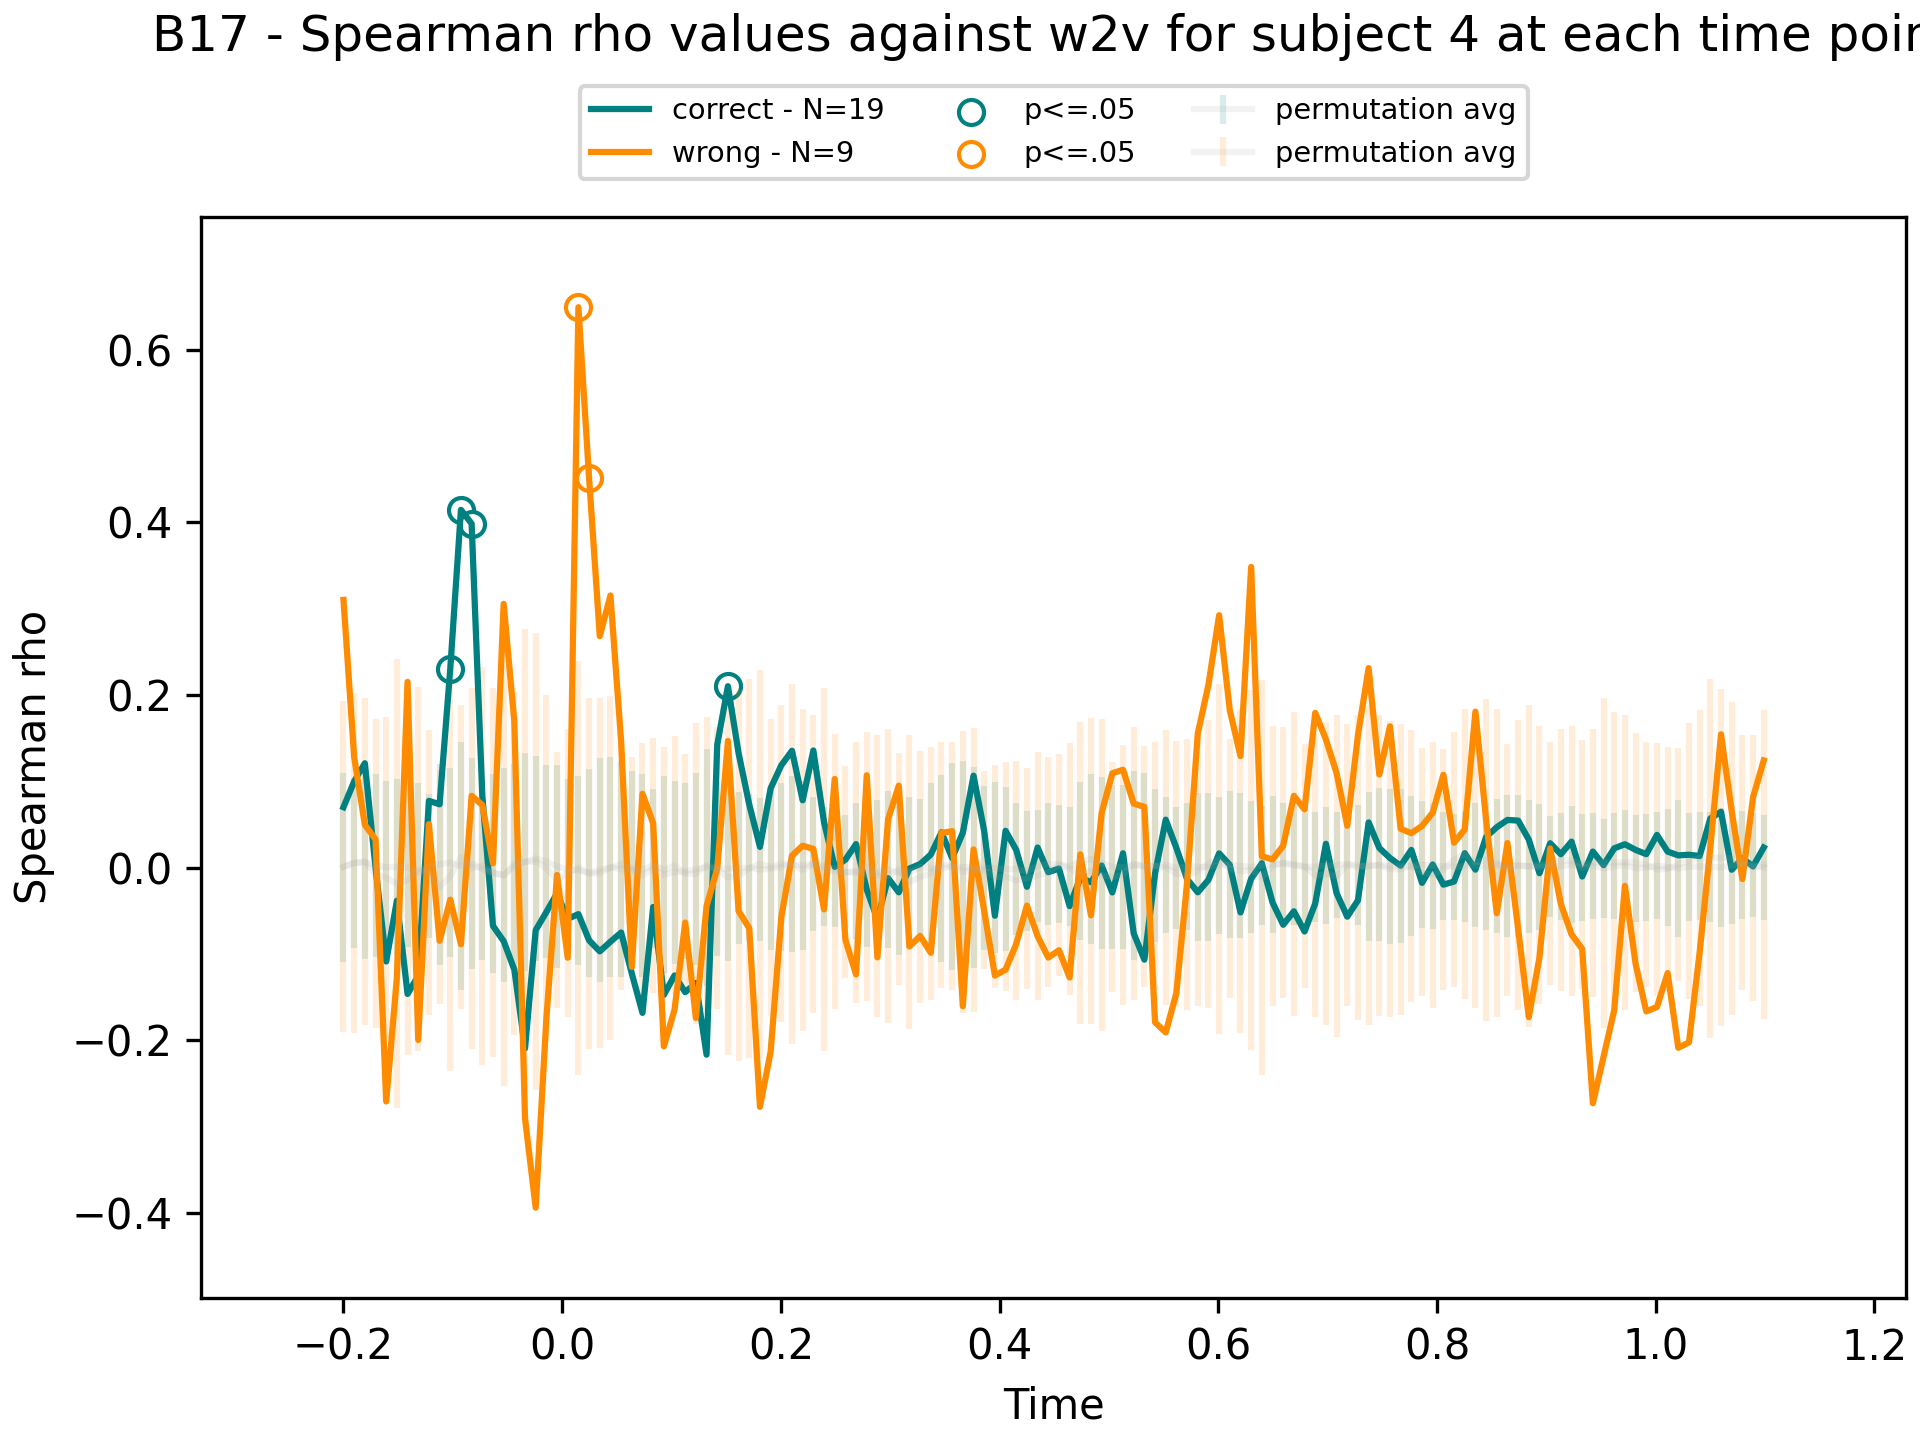 B17 - Spearman rho values against w2v for subject 4 at each time poin
correct - N=19
wrong - N=9
p<=.05
p<=.05
permutation avg
permutation avg
Spearman rho
0.6
0.4
0.2
0.0
−0.2
−0.4
−0.2 0.0 0.2 0.4 0.6 0.8 1.0 1.2
Time